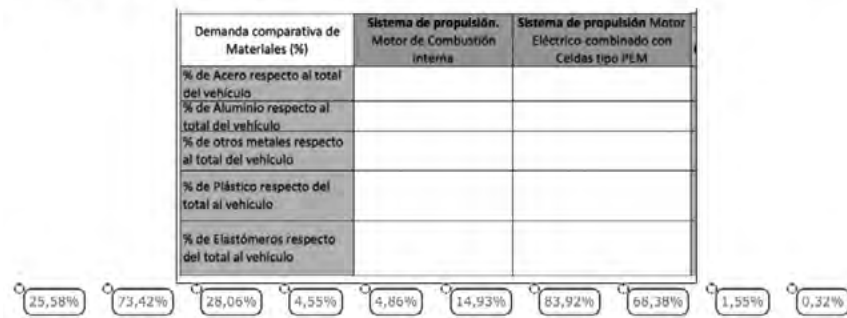 Demanda comparativa de
Materiales (%)
Sistema de propulsión.
Motor de Combustión
interna
Sistema de propulsión Motor
Eléctrico combinado con
Celdas tipo PEM
% de Acero respecto al total
del vehículo
% de Aluminio respecto al
total del vehículo
% de otros metales respecto
al total del vehículo
% de Plástico respecto del
total al vehículo
% de Elastómeros respecto
del total al vehículo
25,58% 73,42% 28,06% 4,55% 4,86% 14,93% 83,92% 68,38% 1,55% 0,32%